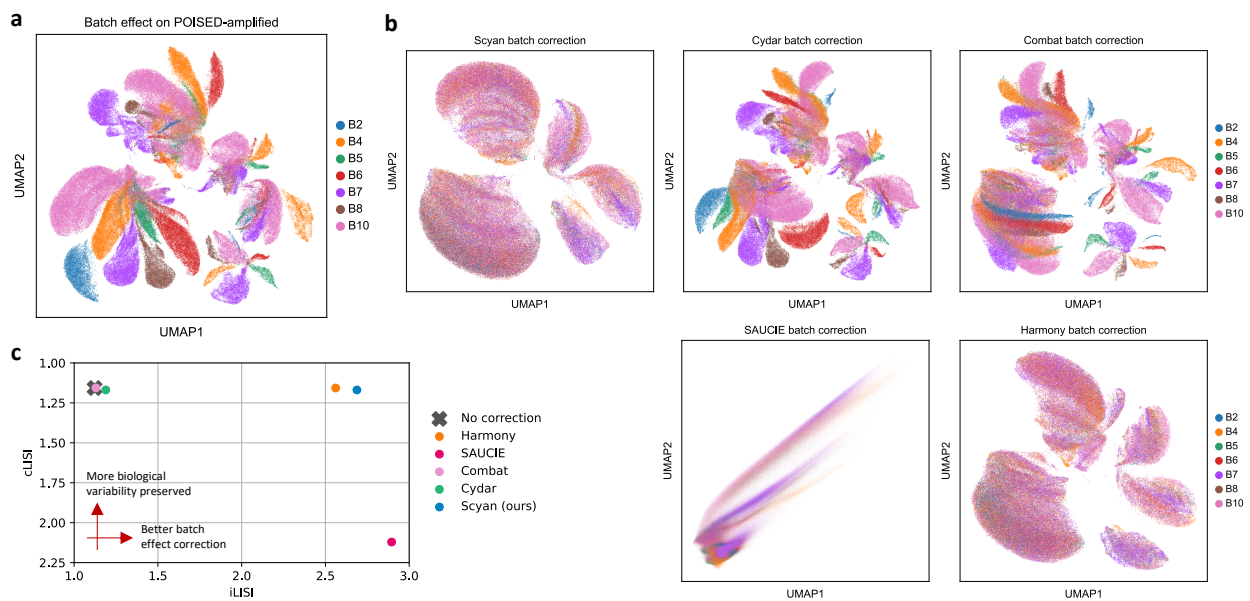 a
Batch effect on POISED-amplified
UMAP2
UMAP1
B2
B4
B5
B6
B7
B8
B10
b
Scyan batch correction
UMAP2
UMAP1
Cydar batch correction
UMAP2
UMAP1
Combat batch correction
UMAP2
UMAP1
B2
B4
B5
B6
B7
B8
B10
SAUCIE batch correction
UMAP2
UMAP1
Harmony batch correction
UMAP2
UMAP1
B2
B4
B5
B6
B7
B8
B10
c
1.00
1.25
1.50
1.75
2.00
2.25
cLISI
More biological
variability preserved
Better batch
effect correction
1.0
1.5
2.0
2.5
3.0
iLISI
No correction
Harmony
SAUCIE
Combat
Cydar
Scyan (ours)